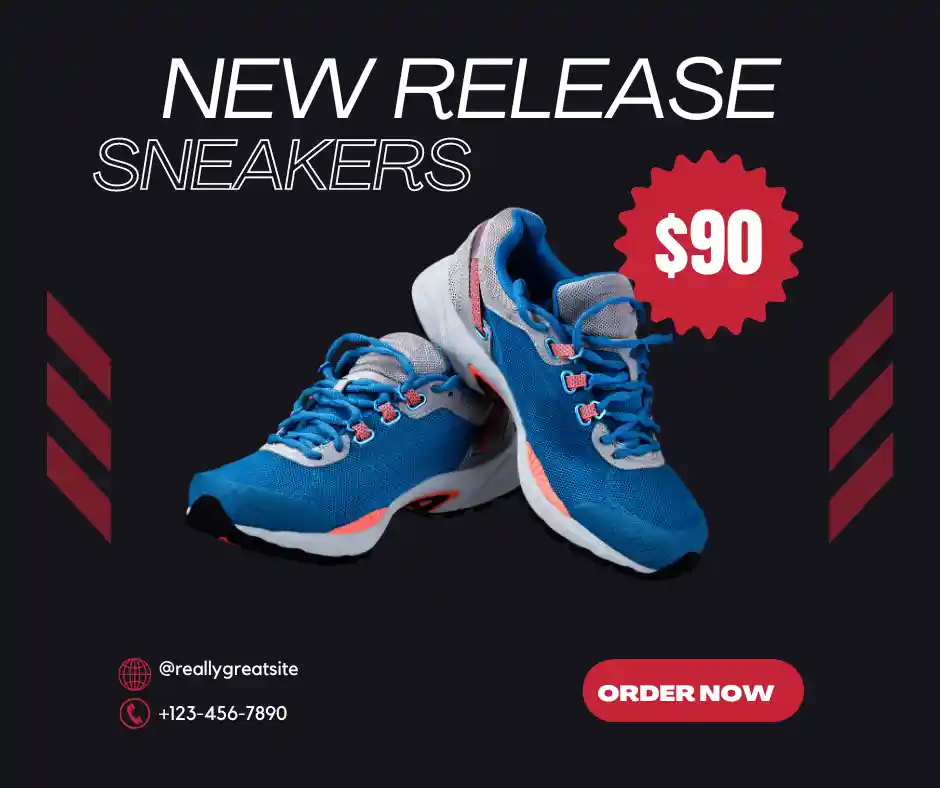 NEW RELEASE
SNEAKERS
$90
@reallygreatsite
+123-456-7890
ORDER NOW